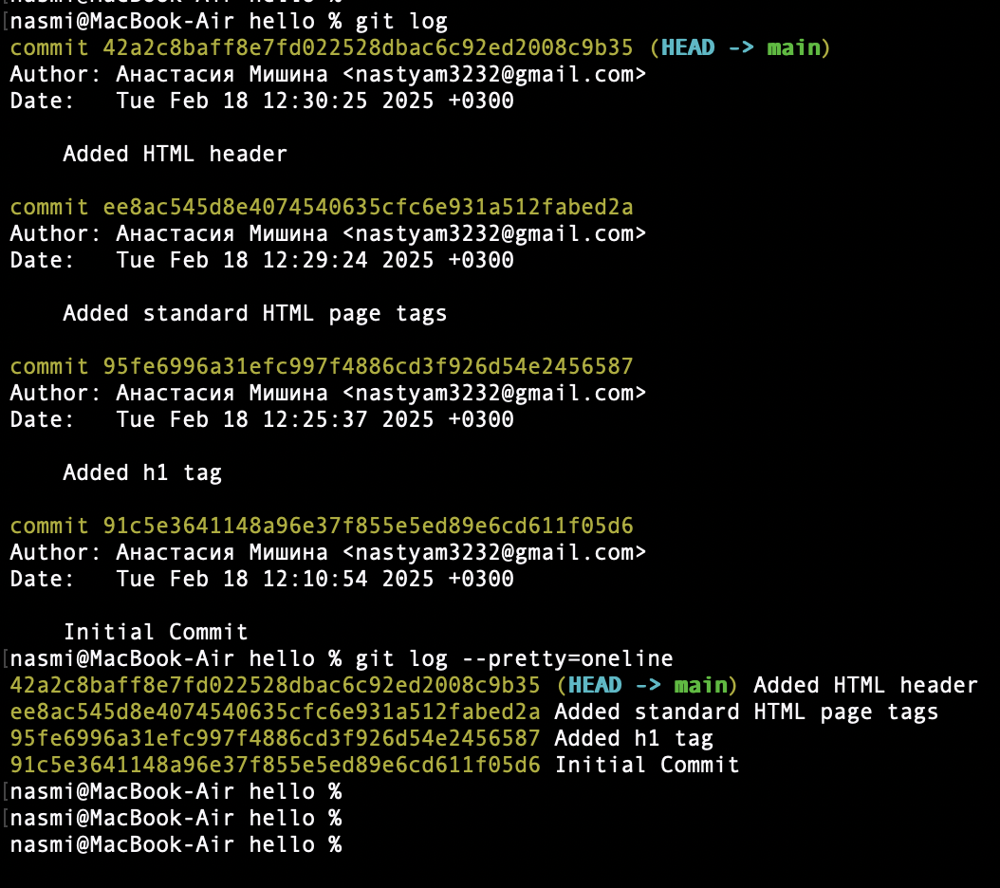 nasmi@MacBook-Air hello % git log
commit 42a2c8baff8e7fd022528dbac6c92ed2008c9b35 (HEAD -> main)
Author: Анастасия Мишина <nastyam3232@gmail.com>
Date:   Tue Feb 18 12:30:25 2025 +0300
Added HTML header
commit ee8ac545d8e4074540635cfc6e931a512fabed2a
Author: Анастасия Мишина <nastyam3232@gmail.com>
Date:   Tue Feb 18 12:29:24 2025 +0300
Added standard HTML page tags
commit 95fe6996a31efc997f4886cd3f926d54e2456587
Author: Анастасия Мишина <nastyam3232@gmail.com>
Date:   Tue Feb 18 12:25:37 2025 +0300
Added h1 tag
commit 91c5e3641148a96e37f855e5ed89e6cd611f05d6
Author: Анастасия Мишина <nastyam3232@gmail.com>
Date:   Tue Feb 18 12:10:54 2025 +0300
Initial Commit
nasmi@MacBook-Air hello % git log --pretty=oneline
42a2c8baff8e7fd022528dbac6c92ed2008c9b35 (HEAD -> main) Added HTML header
ee8ac545d8e4074540635cfc6e931a512fabed2a Added standard HTML page tags
95fe6996a31efc997f4886cd3f926d54e2456587 Added h1 tag
91c5e3641148a96e37f855e5ed89e6cd611f05d6 Initial Commit
nasmi@MacBook-Air hello %
nasmi@MacBook-Air hello %
nasmi@MacBook-Air hello %